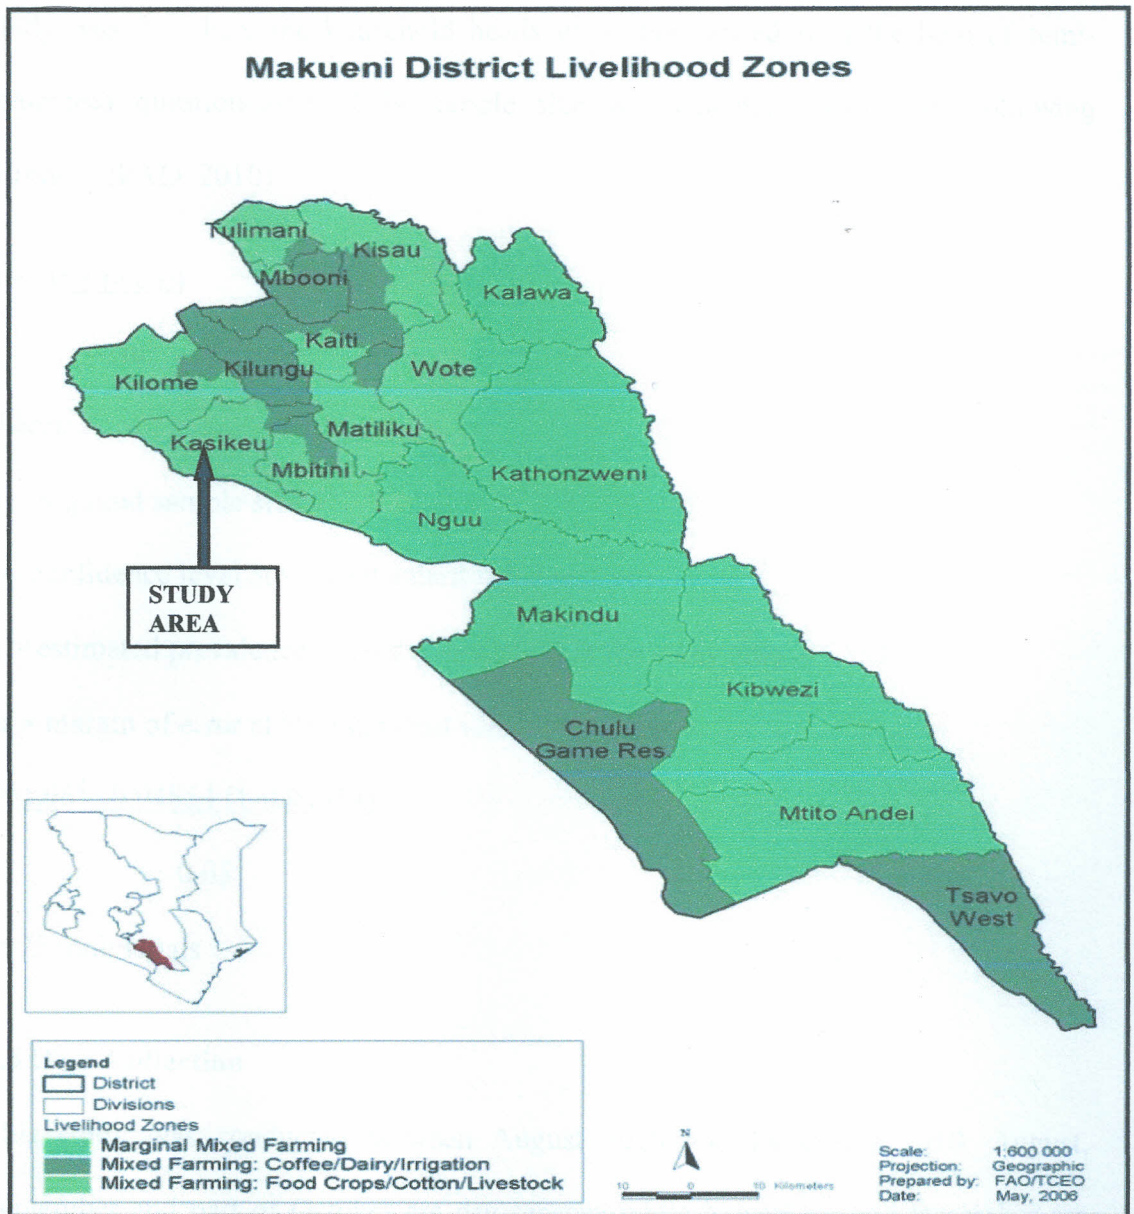 Makueni District Livelihood Zones
Tulimani
Kisau
Mbooni
Kalawa
Kaiti
Kilungu
Wote
Kilome
Kasikeu
Matiliku
Mbitini
Kathonzweni
Nguu
STUDY
AREA
Makindu
Kibwezi
Chulu
Game Res
Mtito Andei
Tsavo
West
Legend
District
Divisions
Livelihood Zones
Marginal Mixed Farming
Mixed Farming: Coffee/Dairy/Irrigation
Mixed Farming: Food Crops/Cotton/Livestock
N
10 0 10 Kilometers
Scale: 1:600 000
Projection: Geographic
Prepared by: FAO/TCEO
Date: May, 2006